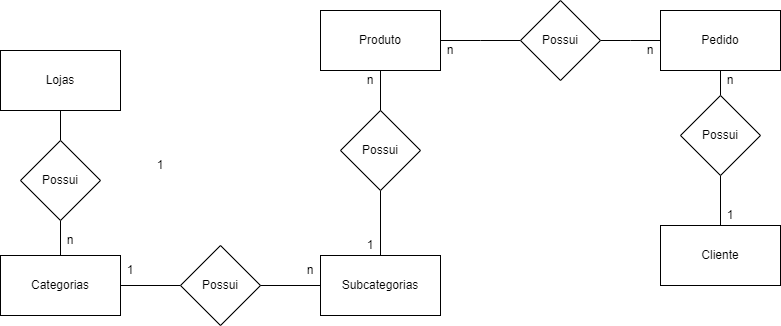 Produto
n
Possui
n
Pedido
Lojas
n
n
Possui
Possui
Possui
1
n
1
1
Categorias
1
Possui
n
Subcategorias
Cliente